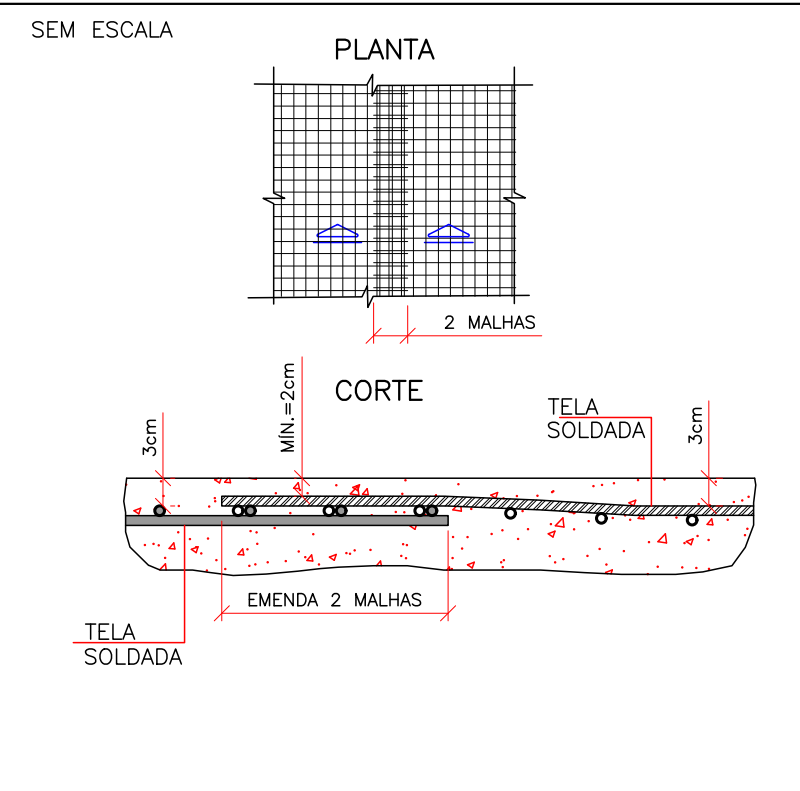 SEM ESCALA
PLANTA
2 MALHAS
CORTE
3cm
MÍN.=2cm
TELA
SOLDADA
3cm
EMENDA 2 MALHAS
TELA
SOLDADA